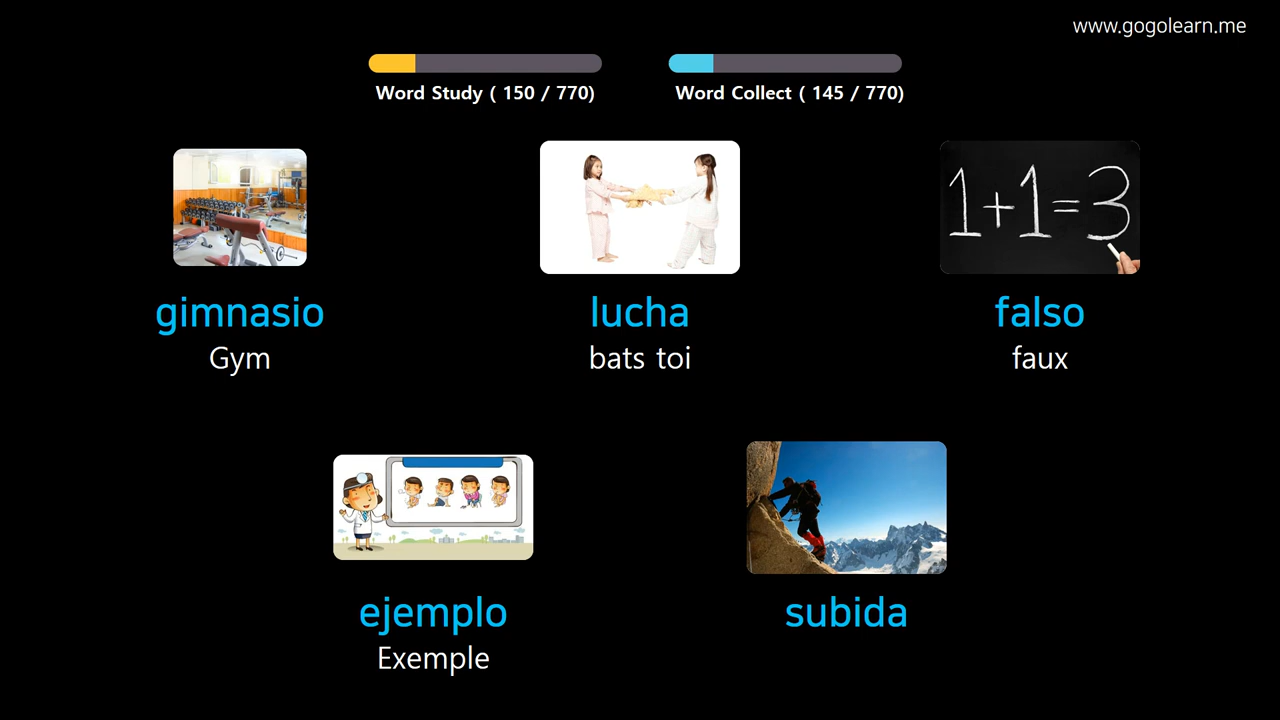 www.gogolearn.me
Word Study ( 150 / 770)
Word Collect ( 145 / 770)
1+1=3
gimnasio
Gym
lucha
bats toi
falso
faux
ejemplo
Exemple
subida